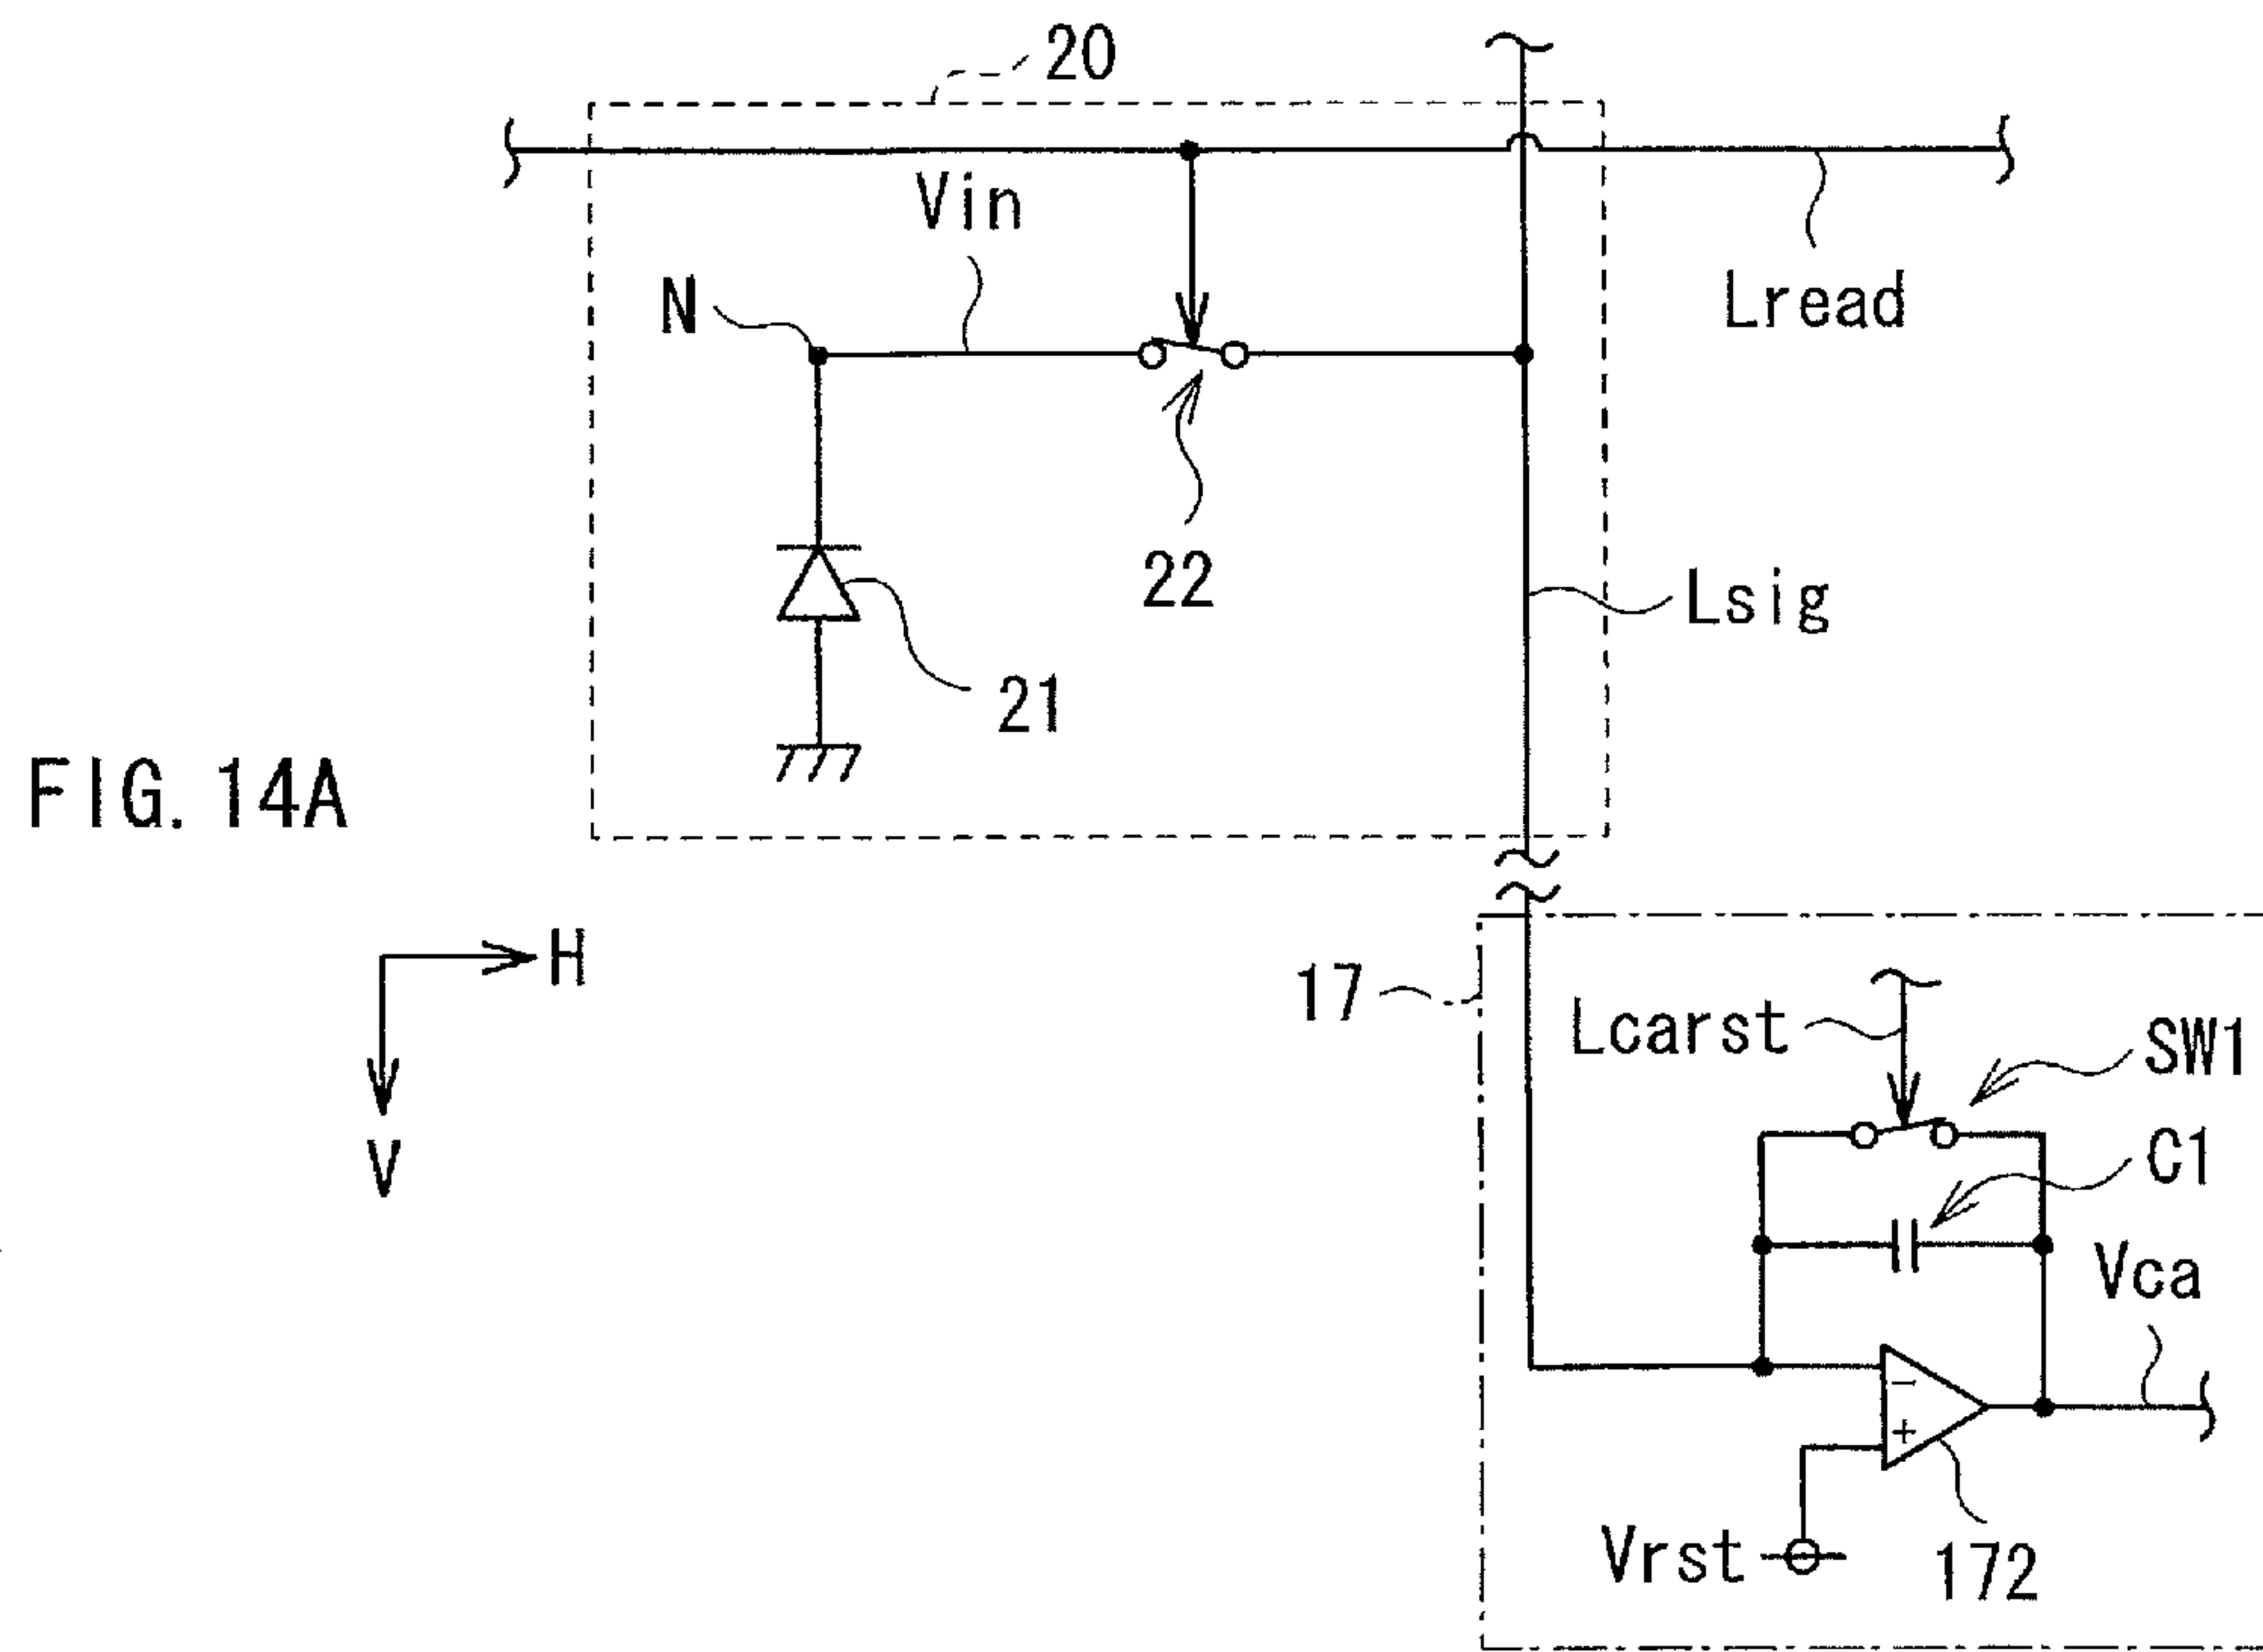 20
Vin
N
Lread
22
Lsig
21
FIG. 14A
H
17
Lcarst
SW1
V
C1
Vca
−
+
Vrst
172